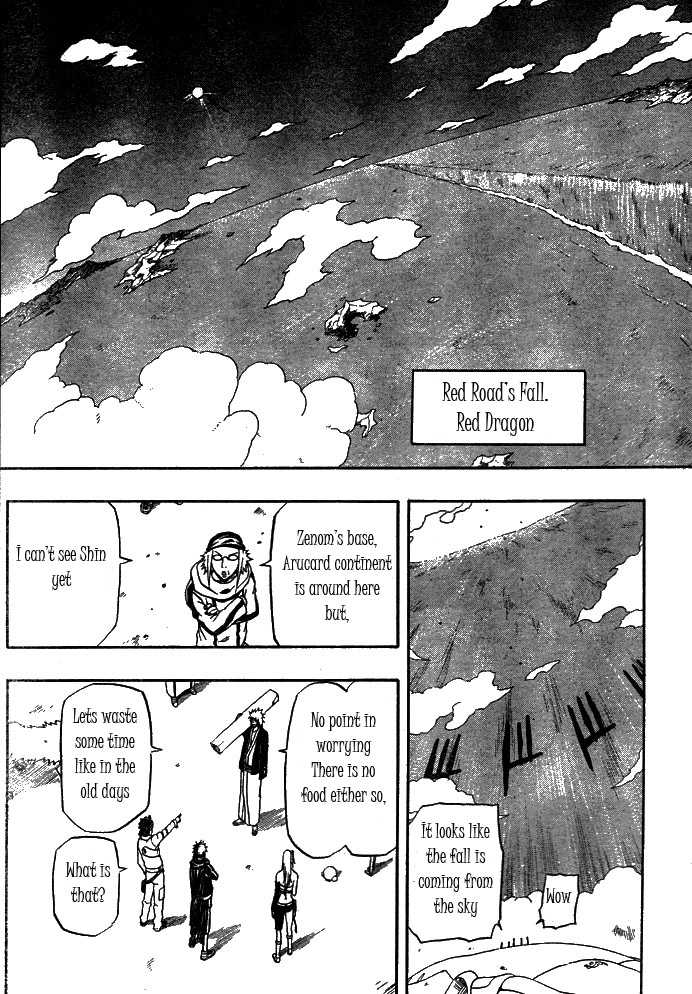 Red Road's Fall.
Red Dragon
It looks like
the fall is
coming from
the sky
Wow
Zenom's base,
Arucard continent
is around here
but,
I can't see Shin
yet
No point in
worrying
There is no
food either so,
Lets waste
some time
like in the
old days
What is
that?